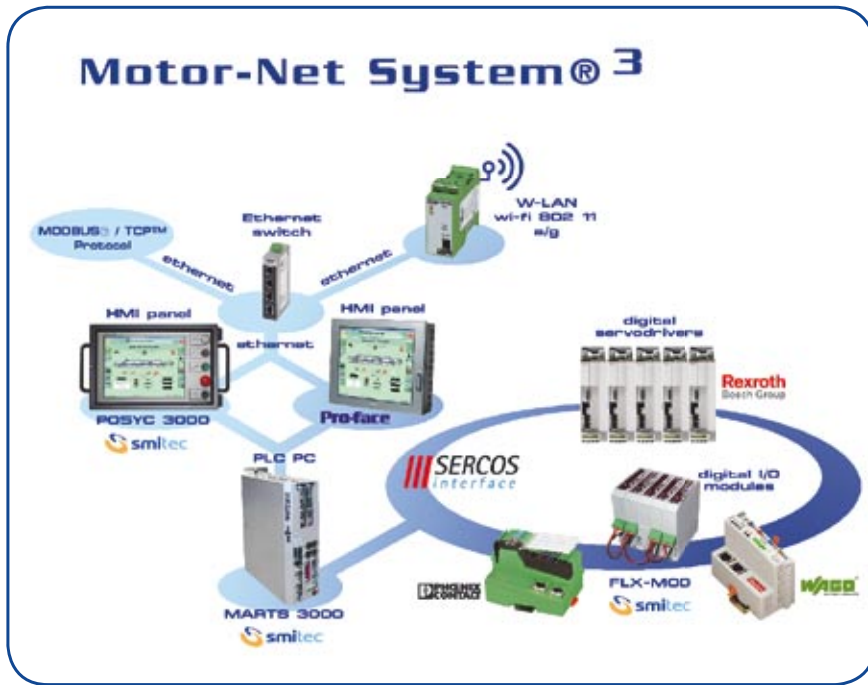 Motor-Net System® 3
W-LAN
wi-fi 802 11
a/g
Ethernet
switch
MODBUS® / TCP™
Protocol
ethernet
ethernet
HMI panel
HMI panel
ethernet
digital
servodrivers
Rexroth
Bosch Group
POSYC 3000
smitec
Pro-face
PLC PC
SERCOS
interface
digital I/O
modules
PHOENIX
CONTACT
FLX-MOD
smitec
WAGO
MARTS 3000
smitec